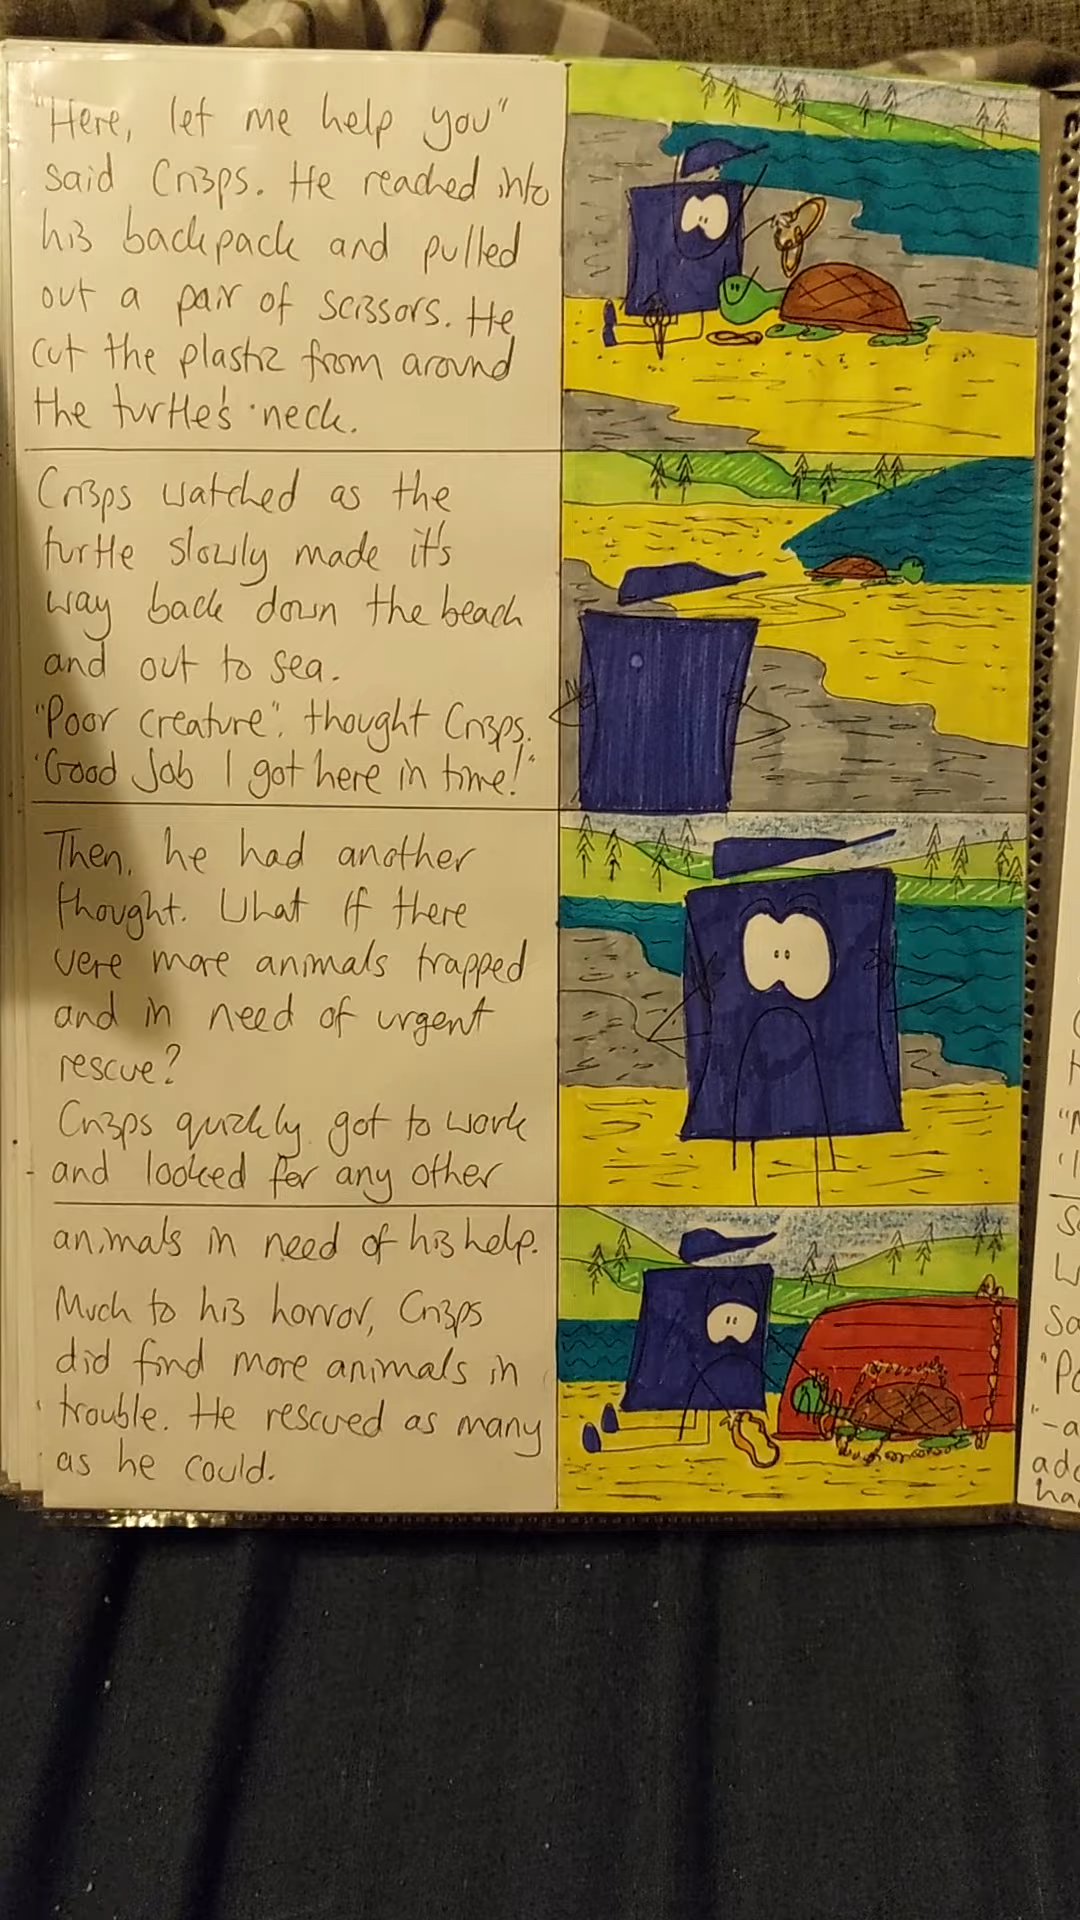 "Here, let me help you"
said Crisps. He reached into
his backpack and pulled
out a pair of scissors. He
cut the plastic from around
the turtle's neck.
Crisps watched as the
turtle slowly made it's
way back down the beach
and out to sea.
"Poor creature", thought Crisps.
"Good Job I got here in time!"
Then, he had another
thought. What if there
were more animals trapped
and in need of urgent
rescue?
Crisps quickly got to work
and looked for any other
animals in need of his help.
Much to his horror, Crisps
did find more animals in
trouble. He rescued as many
as he could.